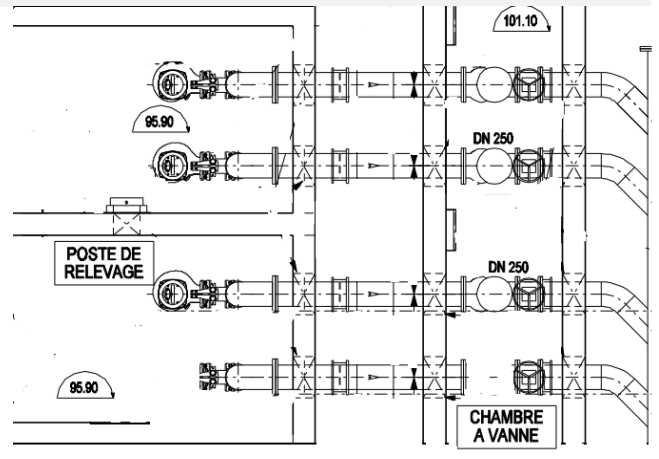 101.10
95.90
DN 250
POSTE DE
RELEVAGE
DN 250
95.90
CHAMBRE
A VANNE